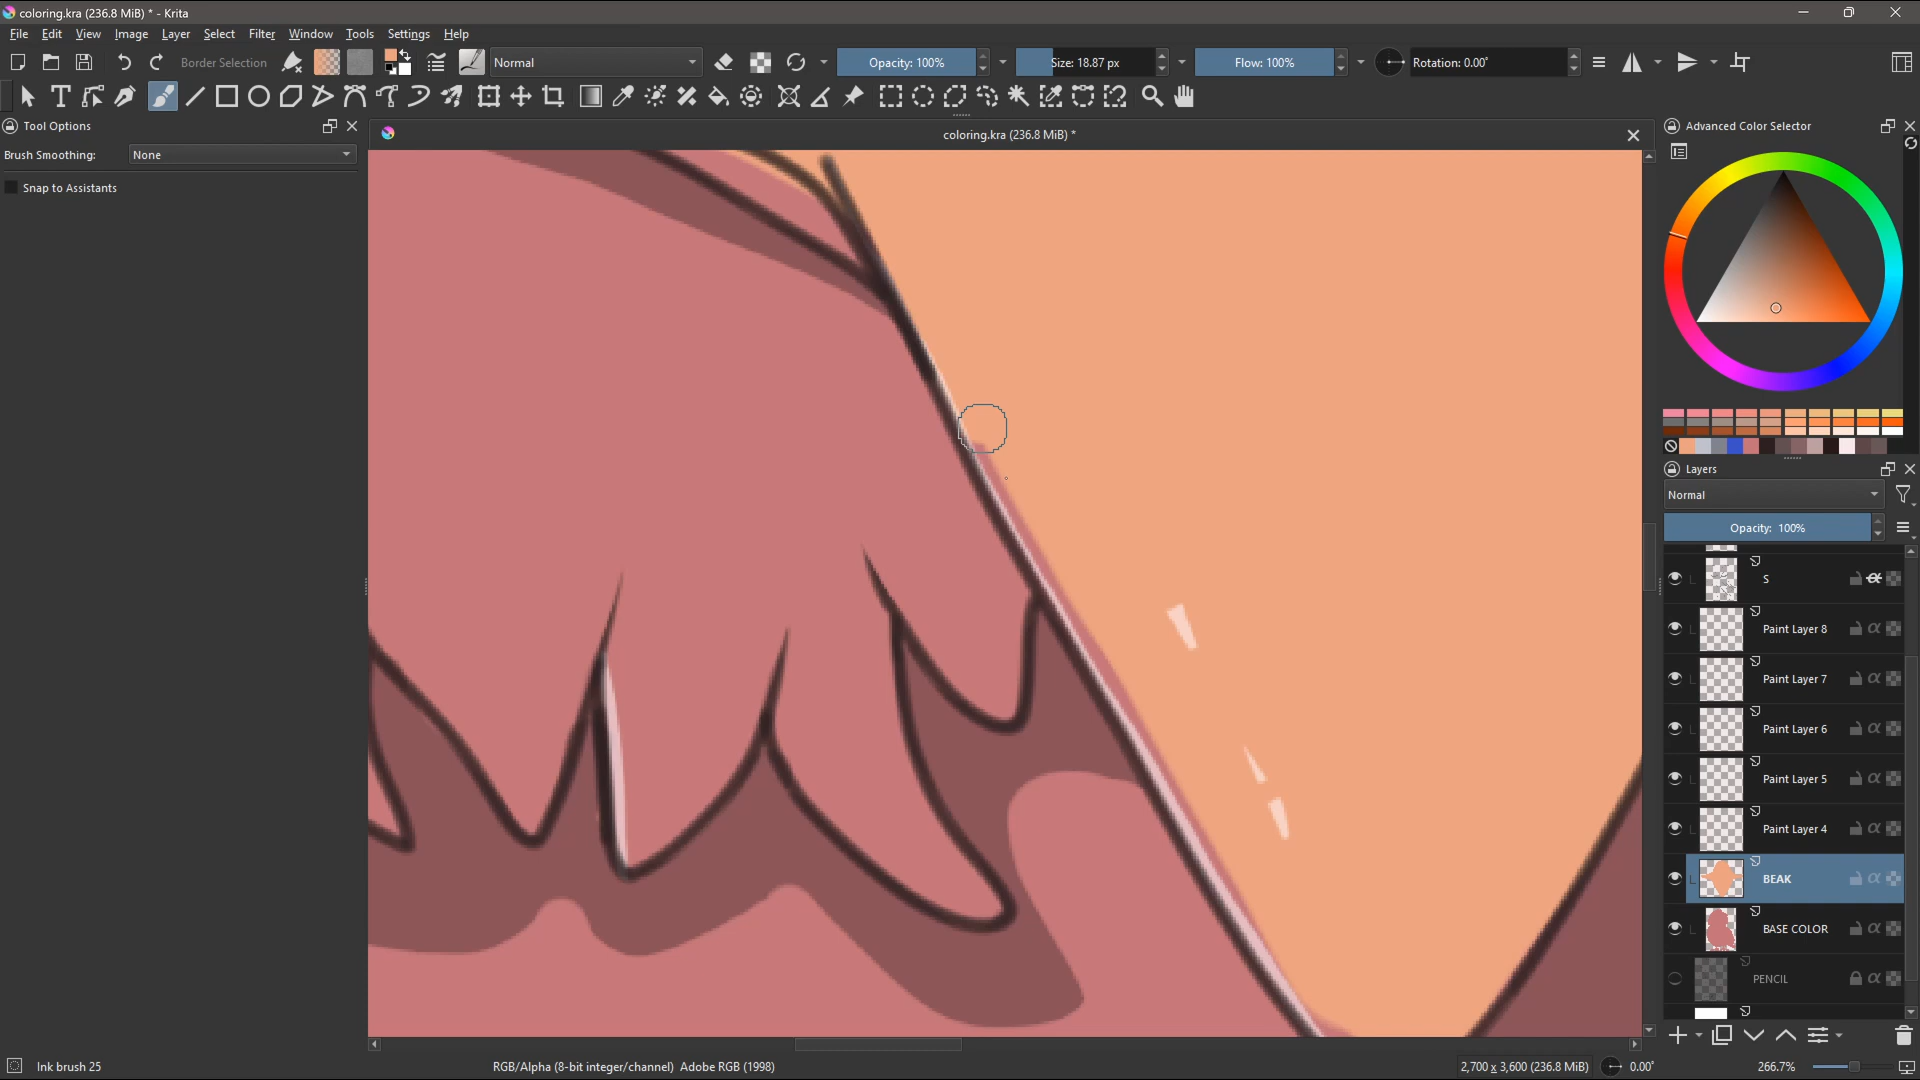 coloring.kra (236.8 MiB) * - Krita
File Edit View Image Layer Select Filter Tools Window Settings Help
Border Selection Normal Opacity: 100% Size: 18.87 px Flow: 100% Rotation: 0.00°
Tool Options
coloring.kra (236.8 MiB) *
Advanced Color Selector
Brush Smoothing: None
Snap to Assistants
Layers
Normal
Opacity: 100%
S
Paint Layer 8
Paint Layer 7
Paint Layer 6
Paint Layer 5
Paint Layer 4
BEAK
BASE COLOR
PENCIL
Ink brush 25
RGB/Alpha (8-bit integer/channel) Adobe RGB (1998)
2,700 x 3,600 (236.8 MiB)
0.00°
266.7%